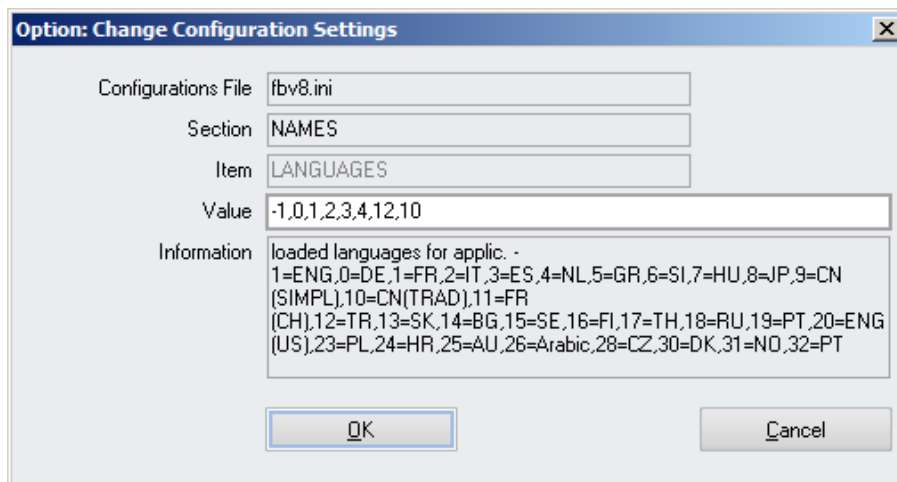 Option: Change Configuration Settings
Configurations File fbv8.ini
Section NAMES
Item LANGUAGES
Value -1,0,1,2,3,4,12,10
Information loaded languages for applic. -
1=ENG,0=DE,1=FR,2=IT,3=ES,4=NL,5=GR,6=SI,7=HU,8=JP,9=CN
(SIMPL),10=CN(TRAD),11=FR
(CH),12=TR,13=SK,14=BG,15=SE,16=FI,17=TH,18=RU,19=PT,20=ENG
(US),23=PL,24=HR,25=AU,26=Arabic,28=CZ,30=DK,31=NO,32=PT
OK Cancel